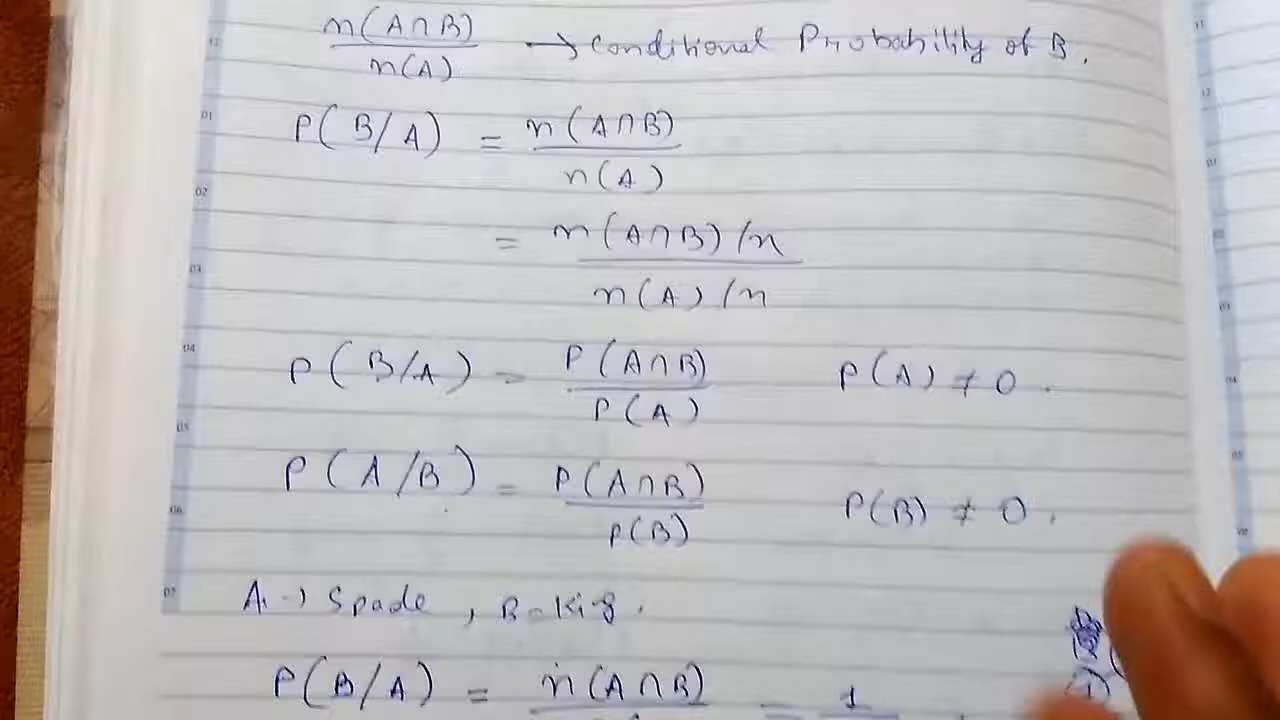 n(A∩B)/n(A) → Conditional Probability of B.
P(B/A) = n(A∩B)/n(A)
= n(A∩B)/n / n(A)/n
P(B/A) = P(A∩B)/P(A) P(A) ≠ 0.
P(A/B) = P(A∩B)/P(B) P(B) ≠ 0.
A → Spade, B = King.
P(B/A) = n(A∩B) = 1